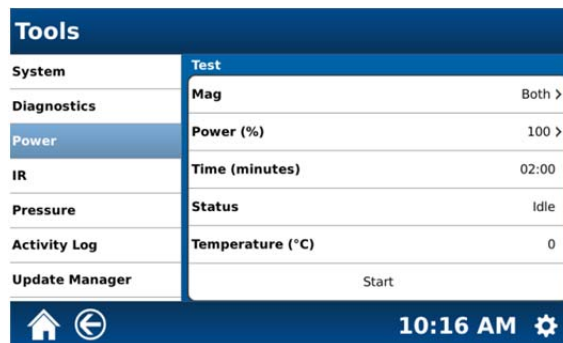 Tools
System
Diagnostics
Power
IR
Pressure
Activity Log
Update Manager
Test
Mag Both >
Power (%) 100 >
Time (minutes) 02:00
Status Idle
Temperature (°C) 0
Start
10:16 AM